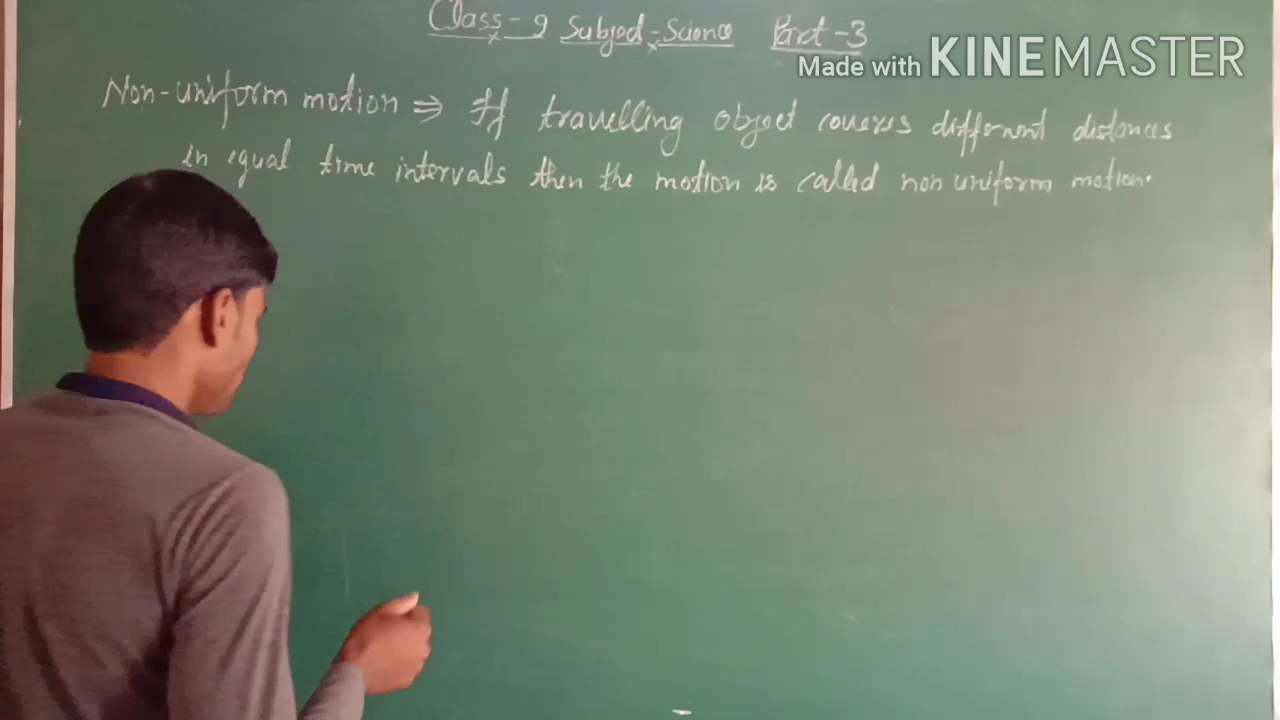 Class-9 Subject-Science Part-3
Made with KINEMASTER
Non-uniform motion ⇒ If travelling object coveres different distances
in equal time intervals then the motion is called non uniform motion.